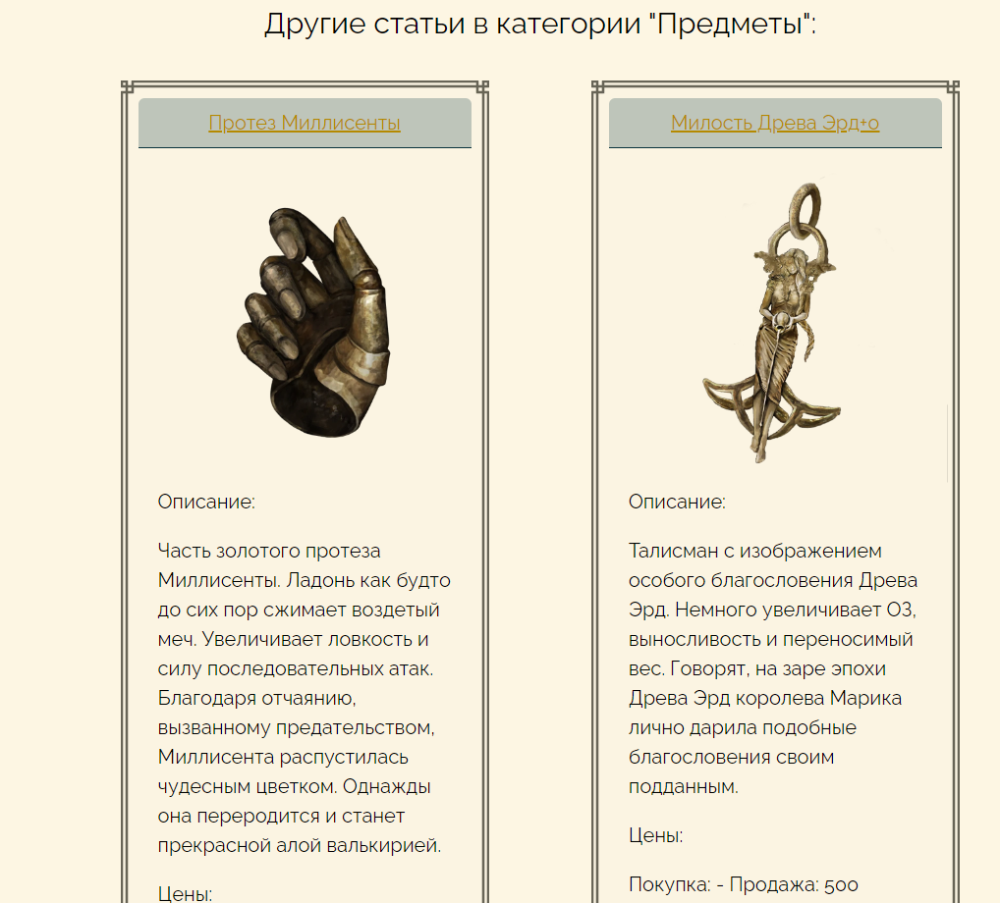 Другие статьи в категории "Предметы":
Протез Миллисенты
Описание:
Часть золотого протеза
Миллисенты. Ладонь как будто
до сих пор сжимает воздетый
меч. Увеличивает ловкость и
силу последовательных атак.
Благодаря отчаянию,
вызванному предательством,
Миллисента распустилась
чудесным цветком. Однажды
она переродится и станет
прекрасной алой валькирией.
Цены:
Милость Древа Эрд+0
Описание:
Талисман с изображением
особого благословения Древа
Эрд. Немного увеличивает ОЗ,
выносливость и переносимый
вес. Говорят, на заре эпохи
Древа Эрд королева Марика
лично дарила подобные
благословения своим
подданным.
Цены:
Покупка: - Продажа: 500